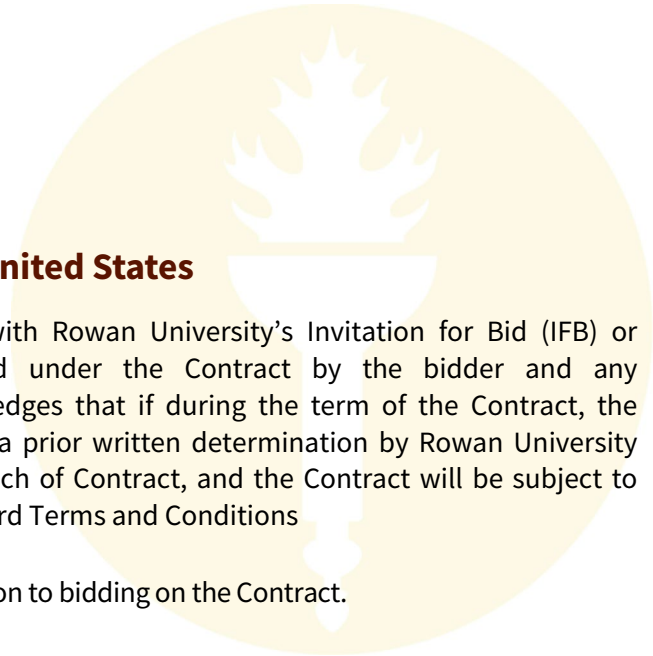 nited States
with Rowan University’s Invitation for Bid (IFB) or
d under the Contract by the bidder and any
edges that if during the term of the Contract, the
a prior written determination by Rowan University
ch of Contract, and the Contract will be subject to
rd Terms and Conditions
on to bidding on the Contract.